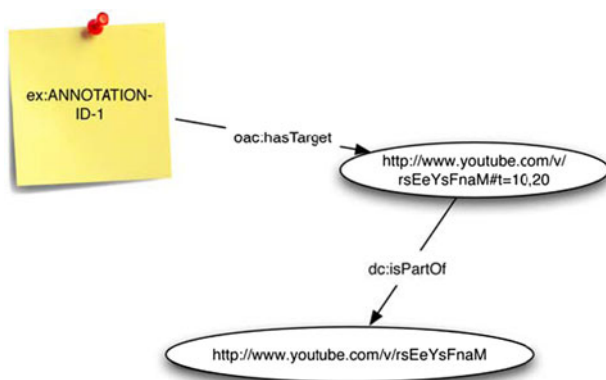 ex:ANNOTATION-
ID-1
oac:hasTarget
http://www.youtube.com/v/
rsEeYsFnaM#t=10,20
dc:isPartOf
http://www.youtube.com/v/rsEeYsFnaM